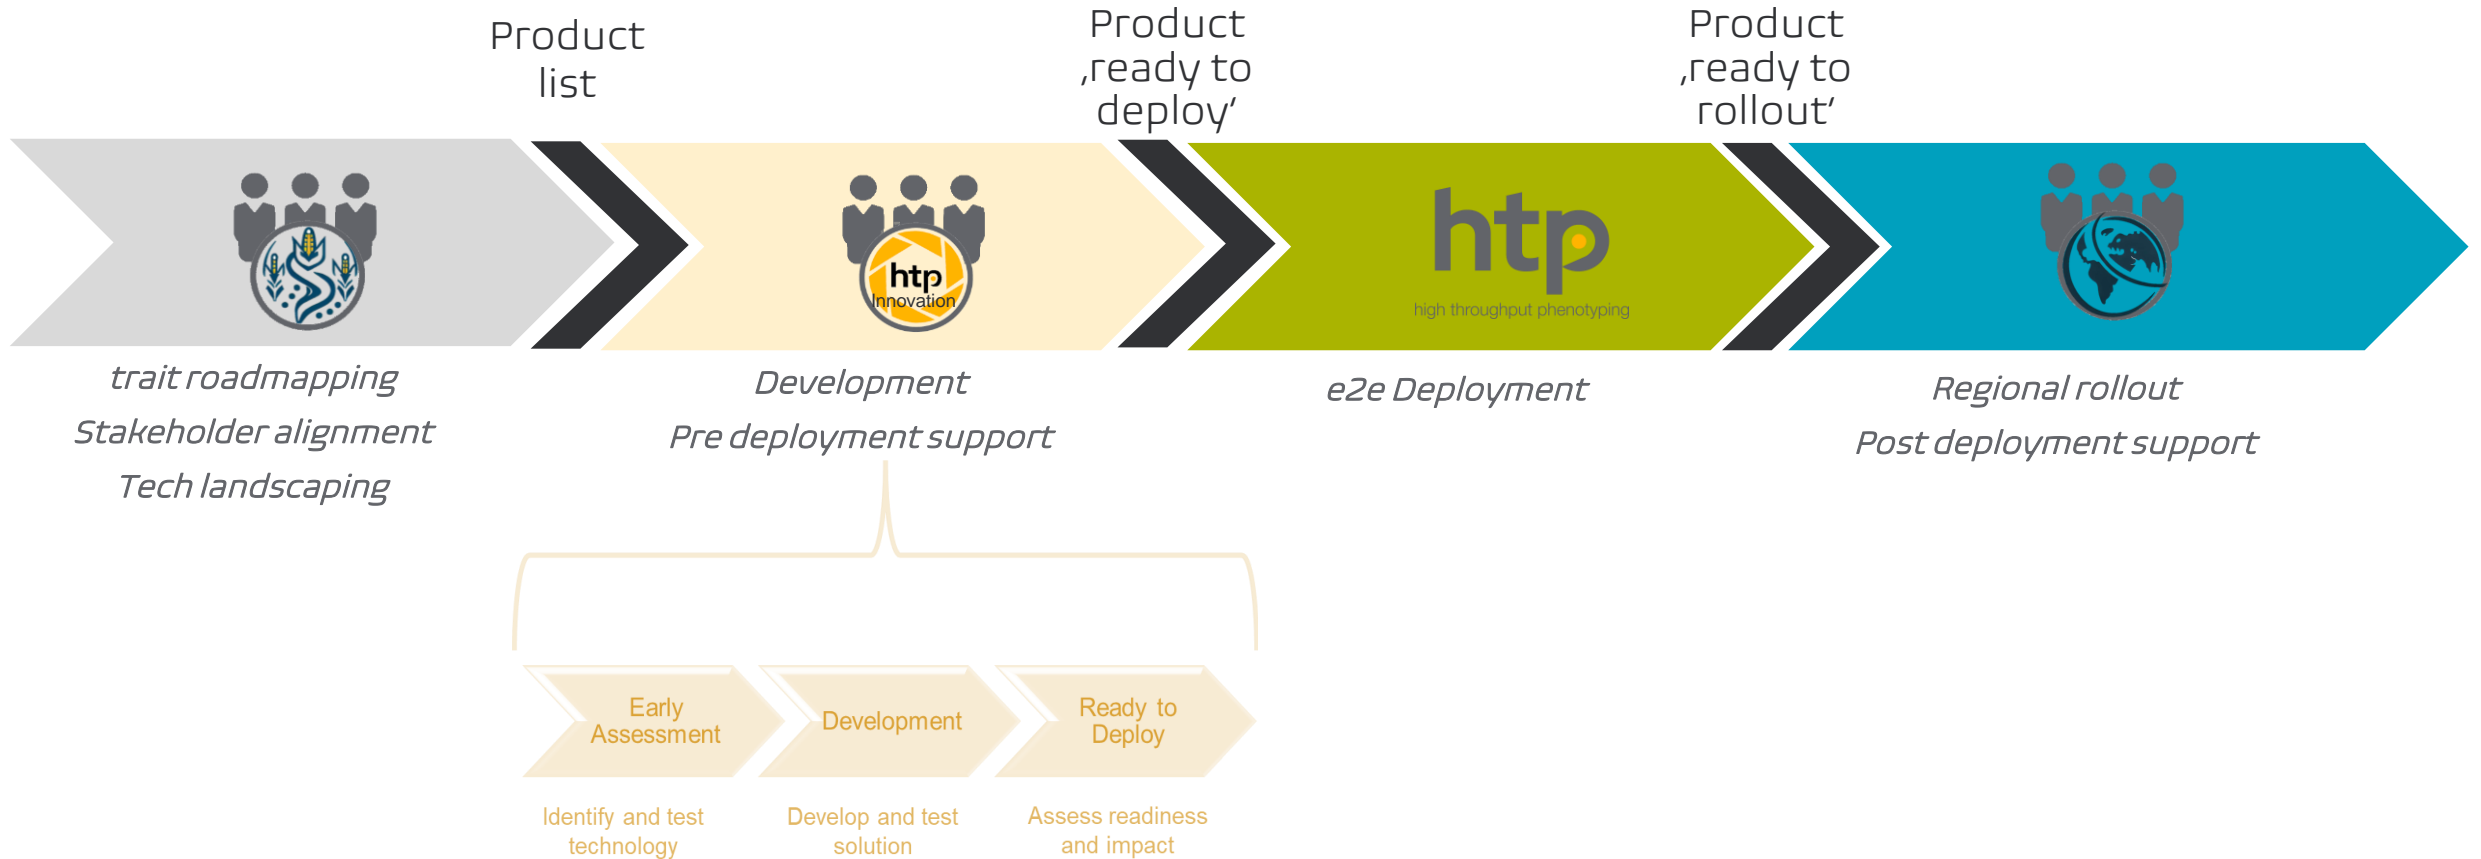 Product
list
Product
‚ready to
deploy‘
Product
‚ready to
rollout‘
htp
Innovation
htp
high throughput phenotyping
trait roadmapping
Stakeholder alignment
Tech landscaping
Development
Pre deployment support
e2e Deployment
Regional rollout
Post deployment support
Early
Assessment
Development
Ready to
Deploy
Identify and test
technology
Develop and test
solution
Assess readiness
and impact